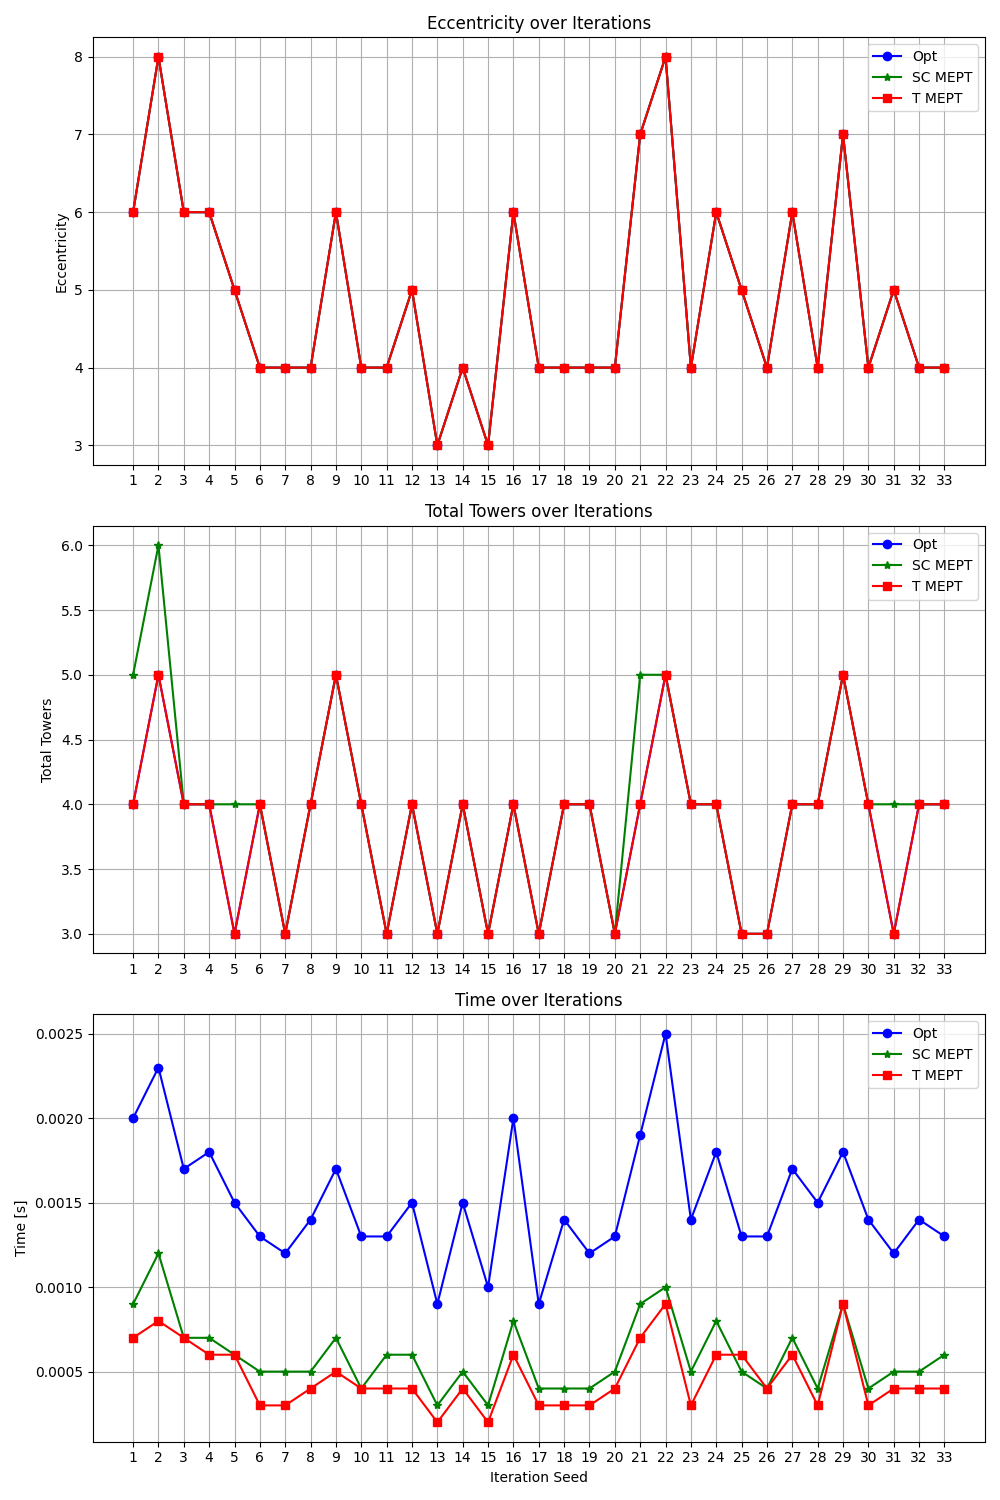 Eccentricity over Iterations
Opt
SC MEPT
T MEPT
8
7
6
5
4
3
Eccentricity
1 2 3 4 5 6 7 8 9 10 11 12 13 14 15 16 17 18 19 20 21 22 23 24 25 26 27 28 29 30 31 32 33
Total Towers over Iterations
Opt
SC MEPT
T MEPT
6.0
5.5
5.0
4.5
4.0
3.5
3.0
Total Towers
1 2 3 4 5 6 7 8 9 10 11 12 13 14 15 16 17 18 19 20 21 22 23 24 25 26 27 28 29 30 31 32 33
Time over Iterations
Opt
SC MEPT
T MEPT
0.0025
0.0020
0.0015
0.0010
0.0005
Time [s]
1 2 3 4 5 6 7 8 9 10 11 12 13 14 15 16 17 18 19 20 21 22 23 24 25 26 27 28 29 30 31 32 33
Iteration Seed